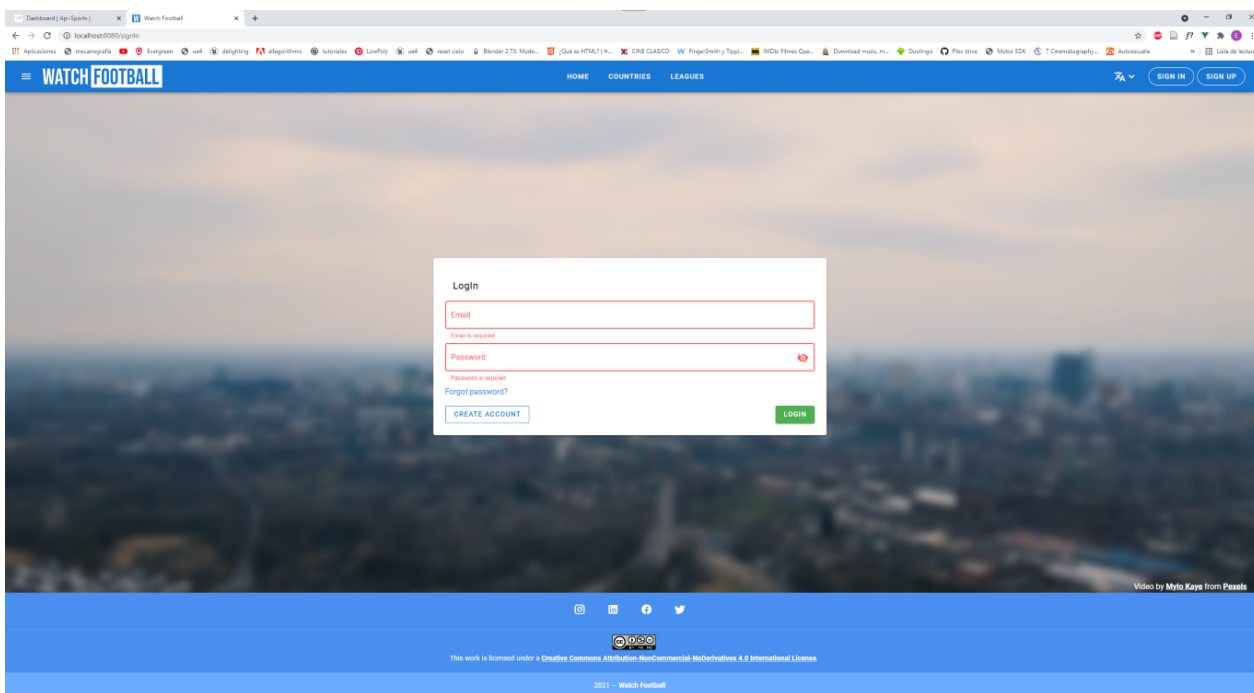 Dashboard | Api-Sports |
Watch Football
localhost:8080/signin
Aplicaciones mecanografía Evergreen ue4 delighting allegorithmic tutoriales LowPoly ue4 reset cielo Blender 2.7X Mode... ¿Qué es HTML? | H... CINE CLASICO FingerSmith y Tippi... IMDb Filmes Que... Download music, m... Duolingo Plex drive Motor SDK 7 Cinematography... Autoescuela » Lista de lectura
WATCH FOOTBALL HOME COUNTRIES LEAGUES SIGN IN SIGN UP
LogIn
Email
Email is required
Password
Password is required
Forgot password?
CREATE ACCOUNT LOGIN
Video by Mylo Kaye from Pexels
This work is licensed under a Creative Commons Attribution-NonCommercial-NoDerivatives 4.0 International License.
2021 — Watch Football